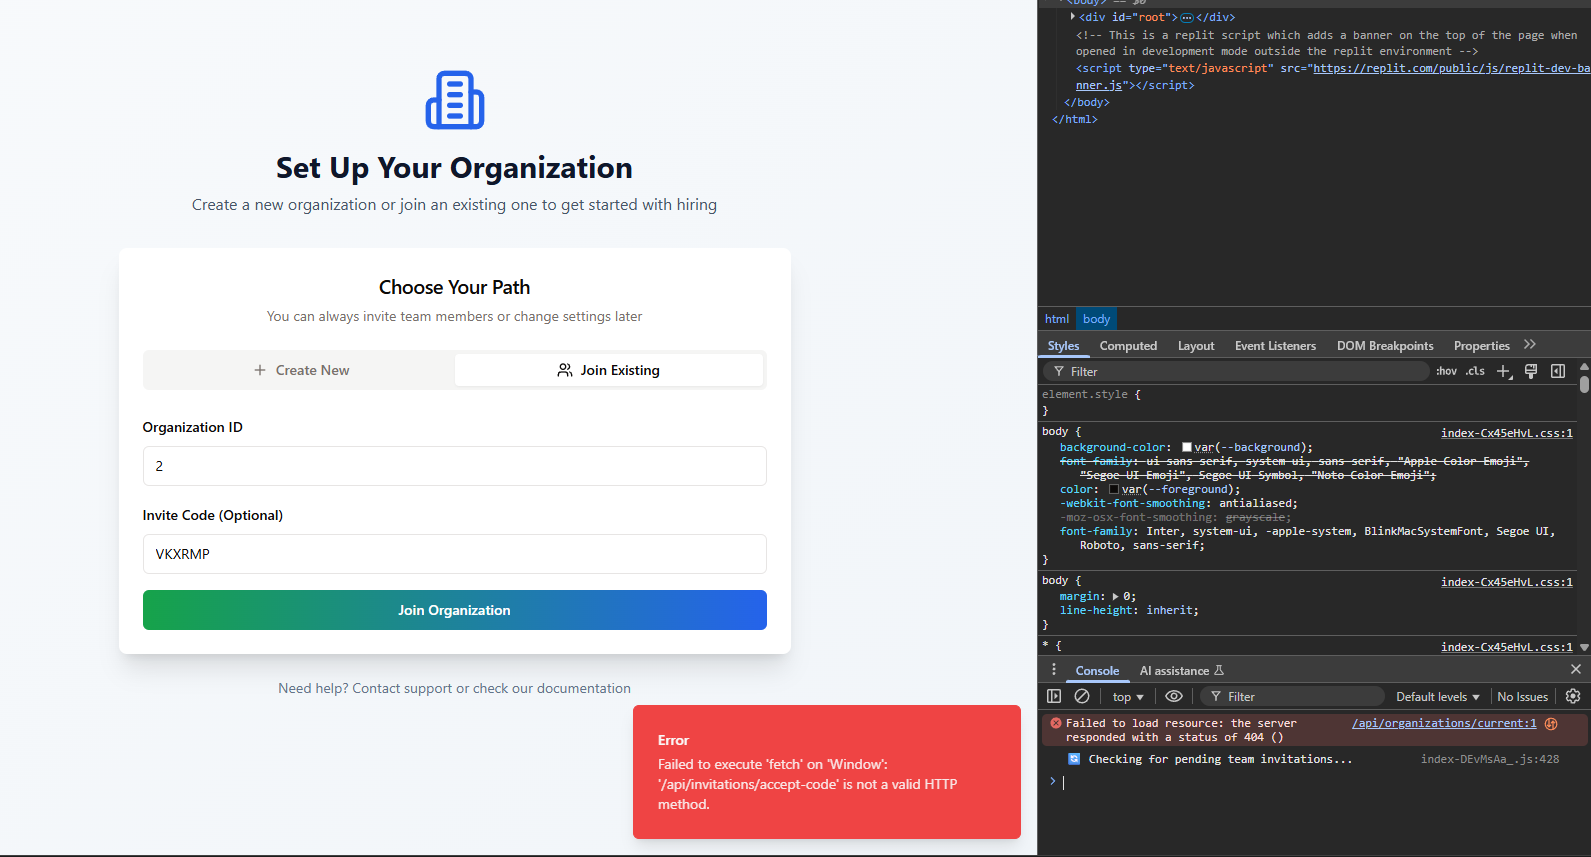 Set Up Your Organization
Create a new organization or join an existing one to get started with hiring
Choose Your Path
You can always invite team members or change settings later
Create New
Join Existing
Organization ID
2
Invite Code (Optional)
VKXRMP
Join Organization
Need help? Contact support or check our documentation
Error
Failed to execute 'fetch' on 'Window':
'/api/invitations/accept-code' is not a valid HTTP
method.
<body> == $0
<div id="root"></div>
<!-- This is a replit script which adds a banner on the top of the page when
opened in development mode outside the replit environment -->
<script type="text/javascript" src="https://replit.com/public/js/replit-dev-ba
nner.js"></script>
</body>
</html>
html body
Styles Computed Layout Event Listeners DOM Breakpoints Properties
Filter :hov .cls
element.style {
}
body { index-Cx45eHvL.css:1
background-color: var(--background);
font-family: ui-sans-serif, system-ui, sans-serif, "Apple Color Emoji",
"Segoe UI Emoji", Segoe UI Symbol, "Noto Color Emoji";
color: var(--foreground);
-webkit-font-smoothing: antialiased;
-moz-osx-font-smoothing: grayscale;
font-family: Inter, system-ui, -apple-system, BlinkMacSystemFont, Segoe UI,
Roboto, sans-serif;
}
body { index-Cx45eHvL.css:1
margin: 0;
line-height: inherit;
}
* { index-Cx45eHvL.css:1
Console AI assistance
top Filter Default levels No Issues
Failed to load resource: the server /api/organizations/current:1
responded with a status of 404 ()
Checking for pending team invitations... index-DEvMsAa_.js:428